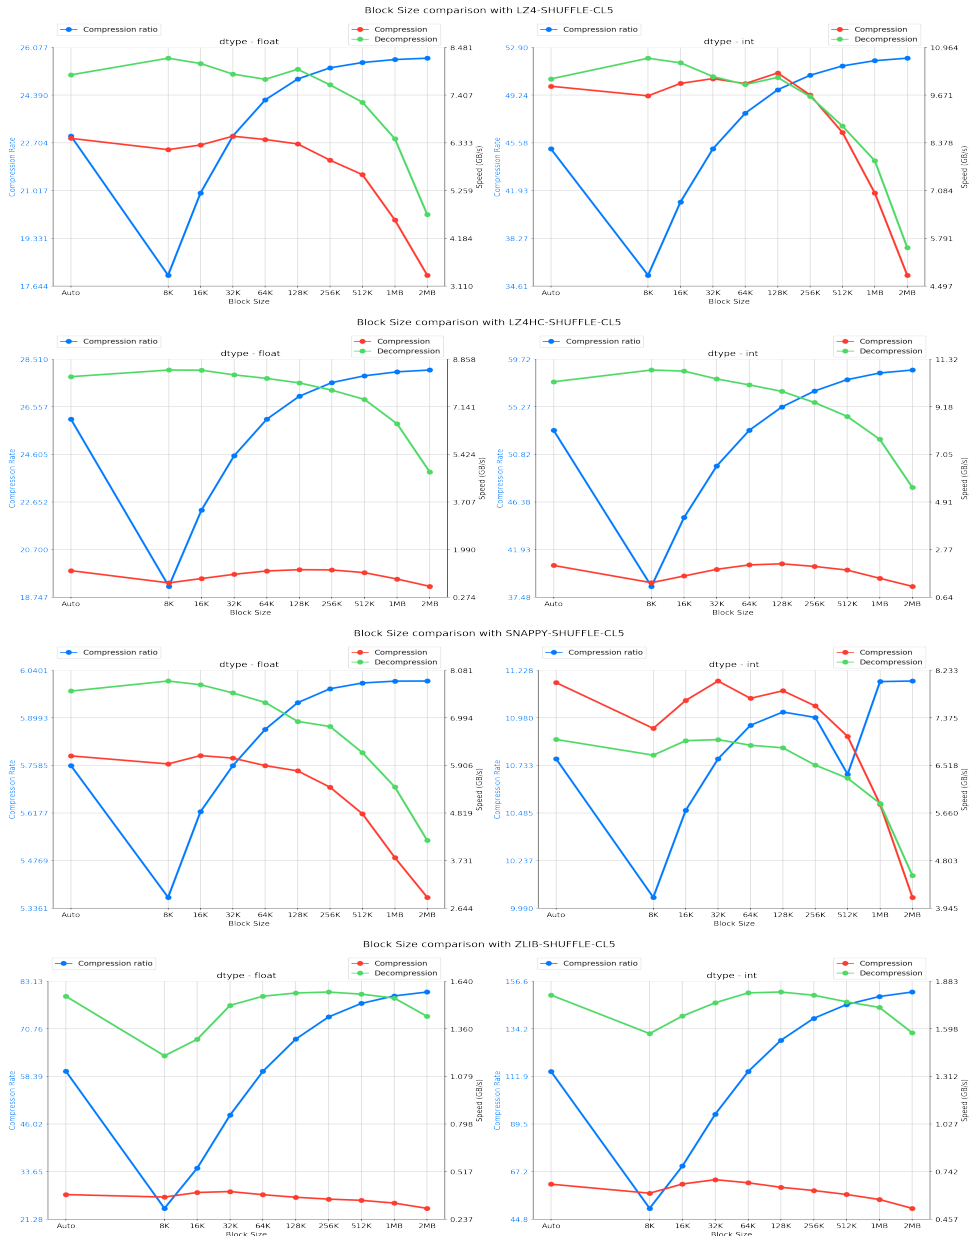 Block Size comparison with LZ4-SHUFFLE-CL5
Compression ratio
dtype - float
Compression
Decompression
26.077
24.390
22.704
21.017
19.331
17.644
Compression Rate
8.481
7.407
6.333
5.259
4.184
3.110
Speed (GB/s)
Auto 8K 16K 32K 64K 128K 256K 512K 1MB 2MB
Block Size
Compression ratio
dtype - int
Compression
Decompression
52.90
49.24
45.58
41.93
38.27
34.61
Compression Rate
10.964
9.671
8.378
7.084
5.791
4.497
Speed (GB/s)
Auto 8K 16K 32K 64K 128K 256K 512K 1MB 2MB
Block Size
Block Size comparison with LZ4HC-SHUFFLE-CL5
Compression ratio
dtype - float
Compression
Decompression
28.510
26.557
24.605
22.652
20.700
18.747
Compression Rate
8.858
7.141
5.424
3.707
1.990
0.274
Speed (GB/s)
Auto 8K 16K 32K 64K 128K 256K 512K 1MB 2MB
Block Size
Compression ratio
dtype - int
Compression
Decompression
59.72
55.27
50.82
46.38
41.93
37.48
Compression Rate
11.32
9.18
7.05
4.91
2.77
0.64
Speed (GB/s)
Auto 8K 16K 32K 64K 128K 256K 512K 1MB 2MB
Block Size
Block Size comparison with SNAPPY-SHUFFLE-CL5
Compression ratio
dtype - float
Compression
Decompression
6.0401
5.8993
5.7585
5.6177
5.4769
5.3361
Compression Rate
8.081
6.994
5.906
4.819
3.731
2.644
Speed (GB/s)
Auto 8K 16K 32K 64K 128K 256K 512K 1MB 2MB
Block Size
Compression ratio
dtype - int
Compression
Decompression
11.228
10.980
10.733
10.485
10.237
9.990
Compression Rate
8.233
7.375
6.518
5.660
4.803
3.945
Speed (GB/s)
Auto 8K 16K 32K 64K 128K 256K 512K 1MB 2MB
Block Size
Block Size comparison with ZLIB-SHUFFLE-CL5
Compression ratio
dtype - float
Compression
Decompression
83.13
70.76
58.39
46.02
33.65
21.28
Compression Rate
1.640
1.360
1.079
0.798
0.517
0.237
Speed (GB/s)
Auto 8K 16K 32K 64K 128K 256K 512K 1MB 2MB
Block Size
Compression ratio
dtype - int
Compression
Decompression
156.6
134.2
111.9
89.5
67.2
44.8
Compression Rate
1.883
1.598
1.312
1.027
0.742
0.457
Speed (GB/s)
Auto 8K 16K 32K 64K 128K 256K 512K 1MB 2MB
Block Size